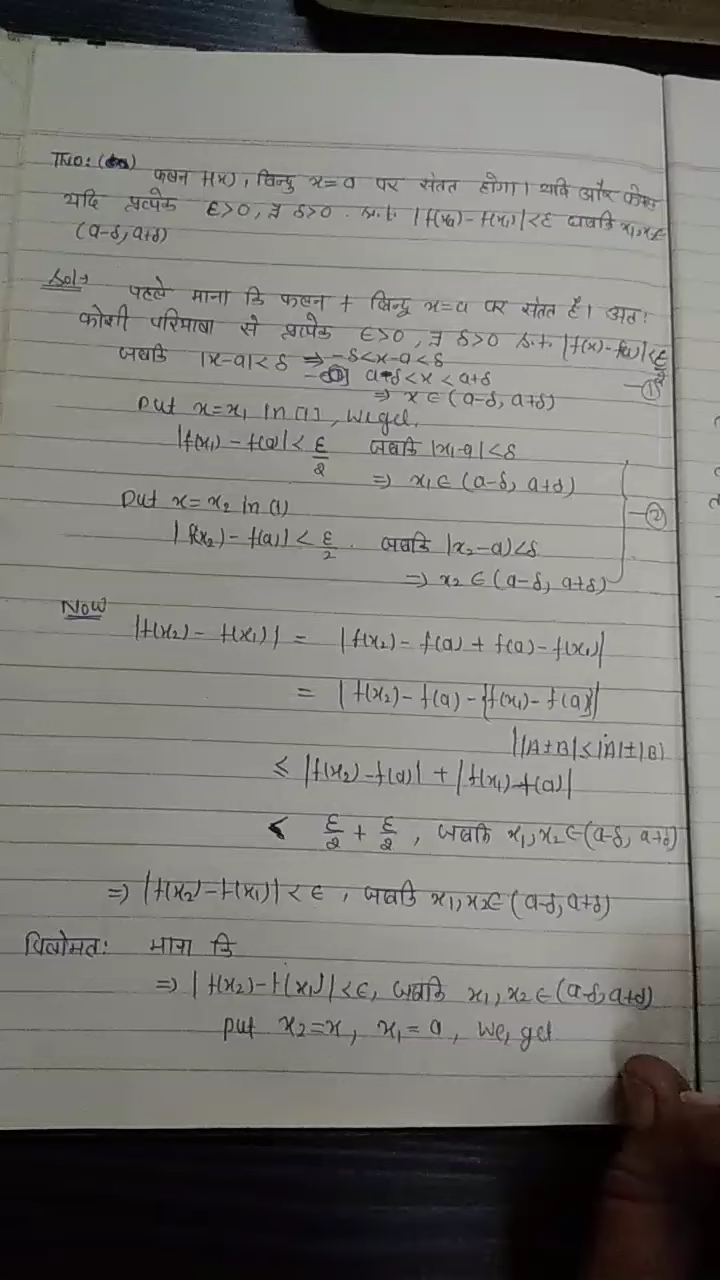 Theo:
फलन f(x), बिन्दु x=a पर संतत होगा। यदि और केवल
यदि प्रत्येक ε>0, ∃ δ>0 s.t. |f(x₂)-f(x₁)|<ε जबकि x₁,x₂∈
(a-δ, a+δ)
Sol→ पहले माना कि फलन f बिन्दु x=a पर संतत है। अतः
कोशी परिभाषा से प्रत्येक ε>0, ∃ δ>0 s.t. |f(x)-f(a)|<ε/2
जबकि |x-a|<δ ⇒ -δ<x-a<δ
a-δ<x<a+δ -①
⇒ x∈(a-δ, a+δ)
put x=x₁ in (1), we get,
|f(x₁)-f(a)|< ε/2 जबकि |x₁-a|<δ
⇒ x₁∈(a-δ, a+δ)
put x=x₂ in (1) -②
|f(x₂)-f(a)|< ε/2. जबकि |x₂-a|<δ
⇒ x₂∈(a-δ, a+δ)
Now
|f(x₂)-f(x₁)| = |f(x₂)-f(a)+f(a)-f(x₁)|
= |f(x₂)-f(a)-{f(x₁)-f(a)}|
||A±B|≤|A|±|B|
≤ |f(x₂)-f(a)|+|f(x₁)-f(a)|
< ε/2 + ε/2, जबकि x₁,x₂∈(a-δ, a+δ)
⇒ |f(x₂)-f(x₁)|<ε, जबकि x₁,x₂∈(a-δ,a+δ)
विलोमतः माना कि
⇒ |f(x₂)-f(x₁)|<ε, जबकि x₁,x₂∈(a-δ,a+δ)
put x₂=x, x₁=a, we, get